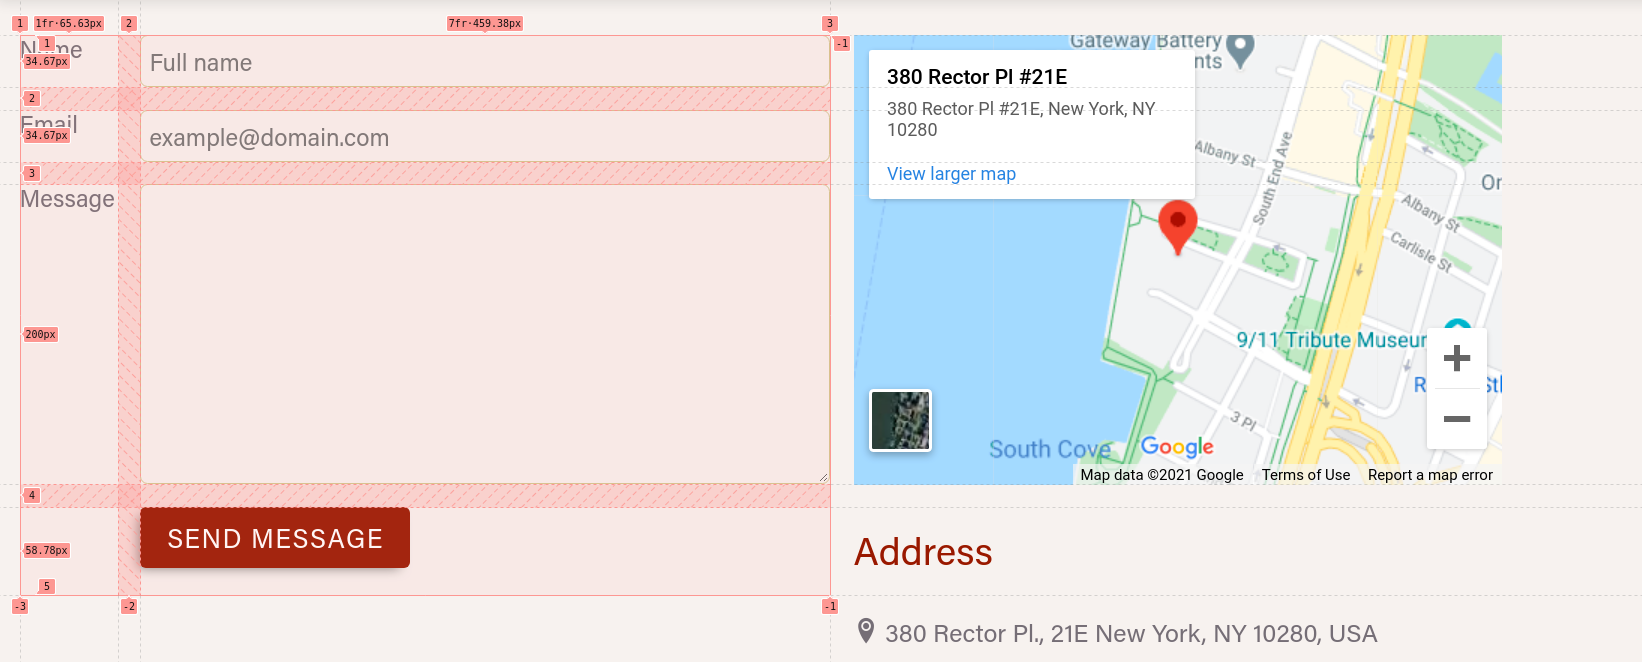 1
1fr·65.63px
2
7fr·459.38px
3
1
-1
Name
34.67px
Full name
2
Email
34.67px
example@domain.com
3
Message
200px
4
SEND MESSAGE
58.78px
5
-3
-2
-1
Gateway Battery
nts
380 Rector Pl #21E
380 Rector Pl #21E, New York, NY
10280
View larger map
Albany St
South End Ave
Albany St
Carlisle St
9/11 Tribute Museum
3 Pl
South Cove
Google
Map data ©2021 Google
Terms of Use
Report a map error
Address
380 Rector Pl., 21E New York, NY 10280, USA